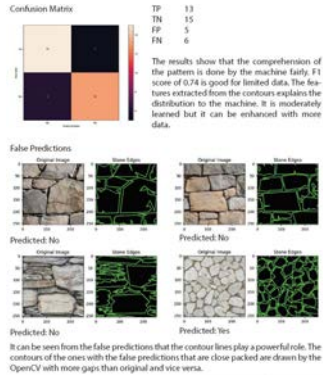 Confusion Matrix
TP 13
TN 15
FP 5
FN 6
The results show that the comprehension of
the pattern is done by the machine fairly. F1
score of 0.74 is good for limited data. The fea-
tures extracted from the contours explains the
distribution to the machine. It is moderately
learned but it can be enhanced with more
data.
False Predictions
Original Image Stone Edges Original Image Stone Edges
Predicted: No Predicted: No
Original Image Stone Edges Original Image Stone Edges
Predicted: No Predicted: Yes
It can be seen from the false predictions that the contour lines play a powerful role. The
contours of the ones with the false predictions that are close packed are drawn by the
OpenCV with more gaps than original and vice versa.